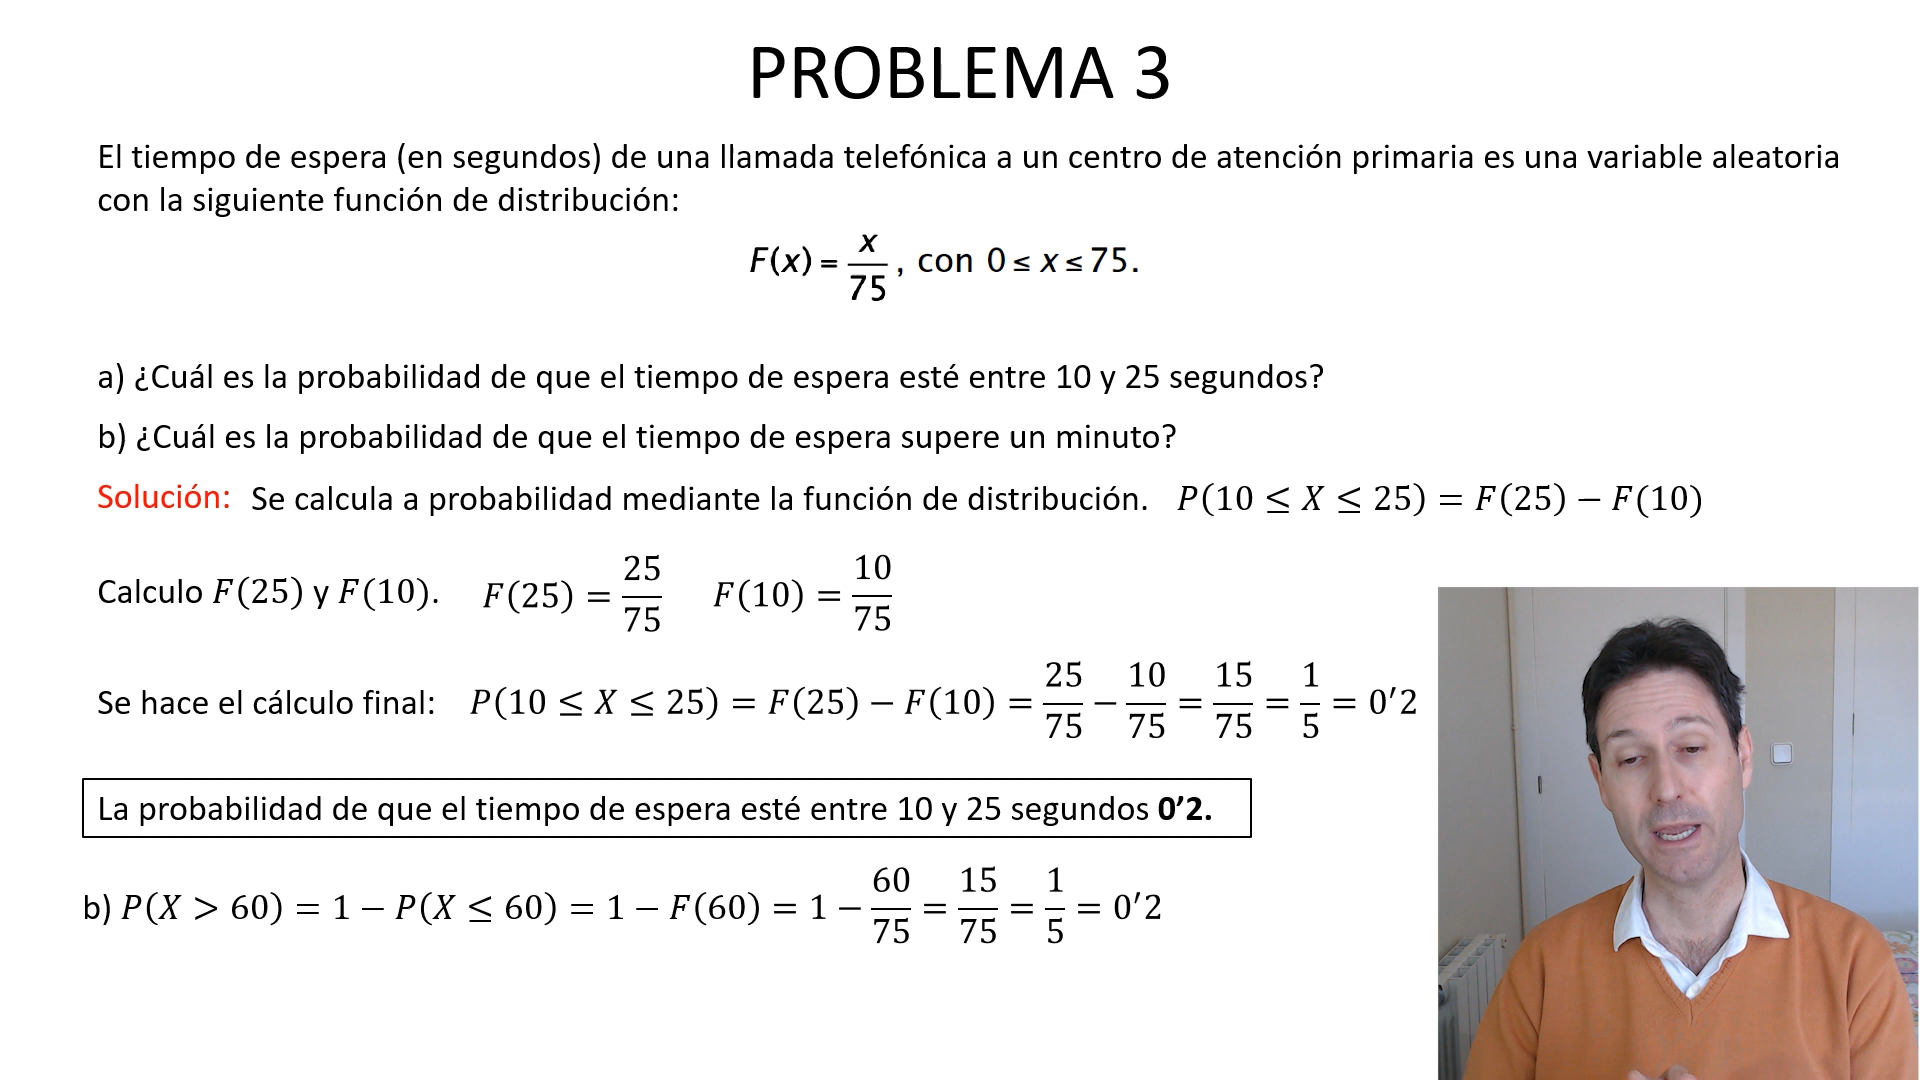 PROBLEMA 3
El tiempo de espera (en segundos) de una llamada telefónica a un centro de atención primaria es una variable aleatoria
con la siguiente función de distribución:
F(x) = x/75, con 0 ≤ x ≤ 75.
a) ¿Cuál es la probabilidad de que el tiempo de espera esté entre 10 y 25 segundos?
b) ¿Cuál es la probabilidad de que el tiempo de espera supere un minuto?
Solución: Se calcula a probabilidad mediante la función de distribución. P(10 ≤ X ≤ 25) = F(25) − F(10)
Calculo F(25) y F(10). F(25) = 25/75 F(10) = 10/75
Se hace el cálculo final: P(10 ≤ X ≤ 25) = F(25) − F(10) = 25/75 − 10/75 = 15/75 = 1/5 = 0′2
La probabilidad de que el tiempo de espera esté entre 10 y 25 segundos 0’2.
b) P(X > 60) = 1 − P(X ≤ 60) = 1 − F(60) = 1 − 60/75 = 15/75 = 1/5 = 0′2